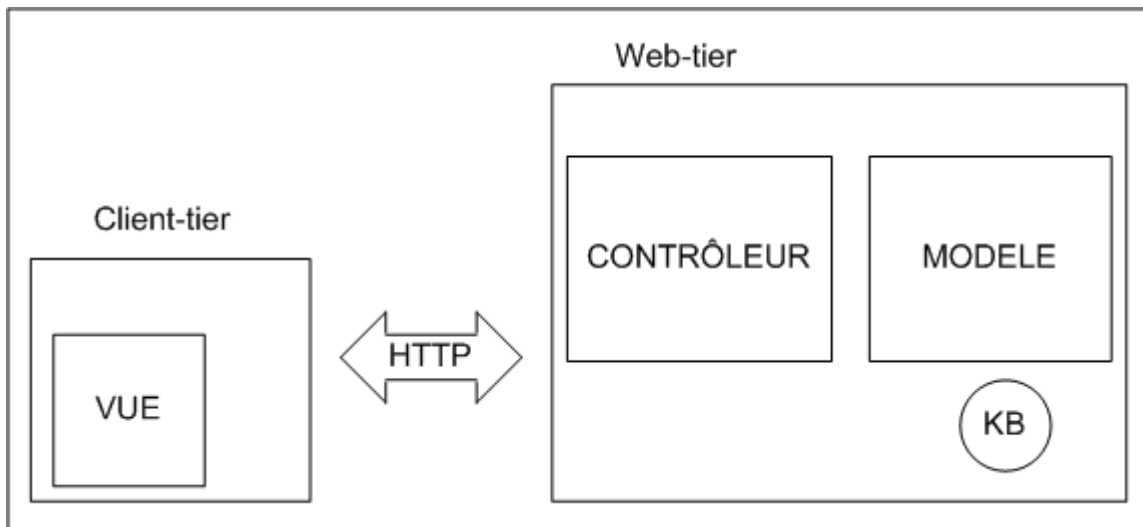 Web-tier
Client-tier
CONTRÔLEUR
MODELE
HTTP
VUE
KB